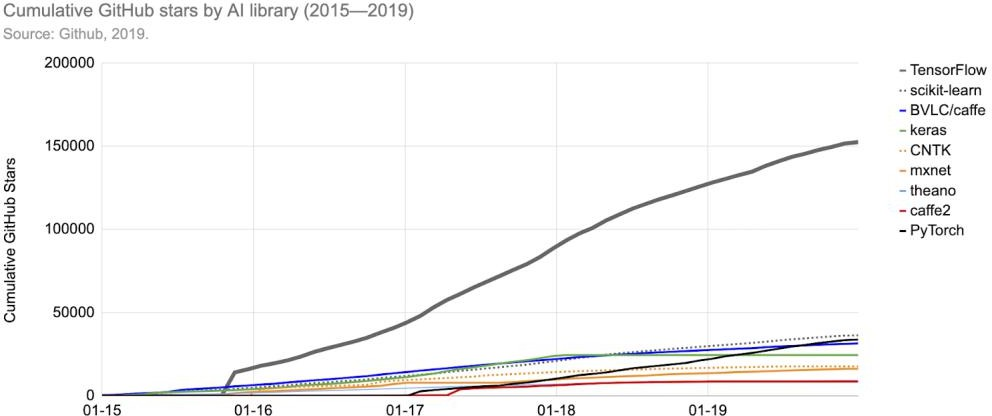 Cumulative GitHub stars by AI library (2015—2019)
Source: Github, 2019.
Cumulative GitHub Stars
200000
150000
100000
50000
0
01-15
01-16
01-17
01-18
01-19
TensorFlow
scikit-learn
BVLC/caffe
keras
CNTK
mxnet
theano
caffe2
PyTorch